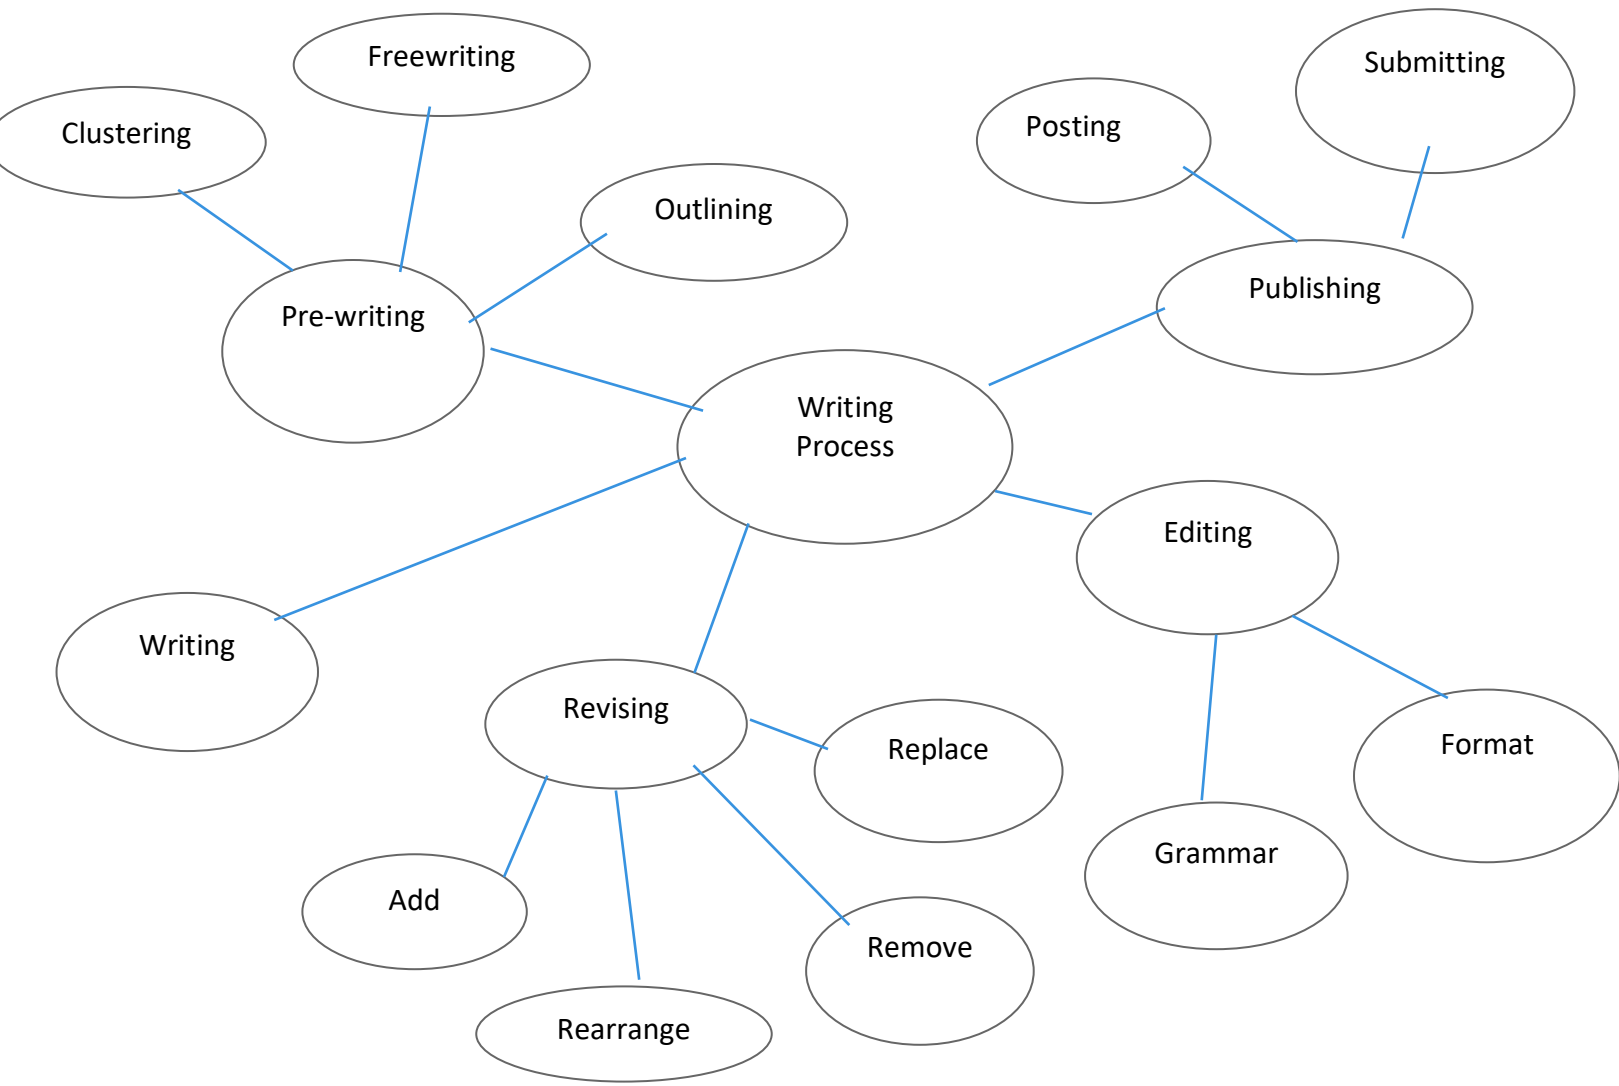 Freewriting
Submitting
Clustering
Posting
Outlining
Pre-writing
Publishing
Writing
Process
Editing
Writing
Revising
Replace
Format
Add
Grammar
Remove
Rearrange